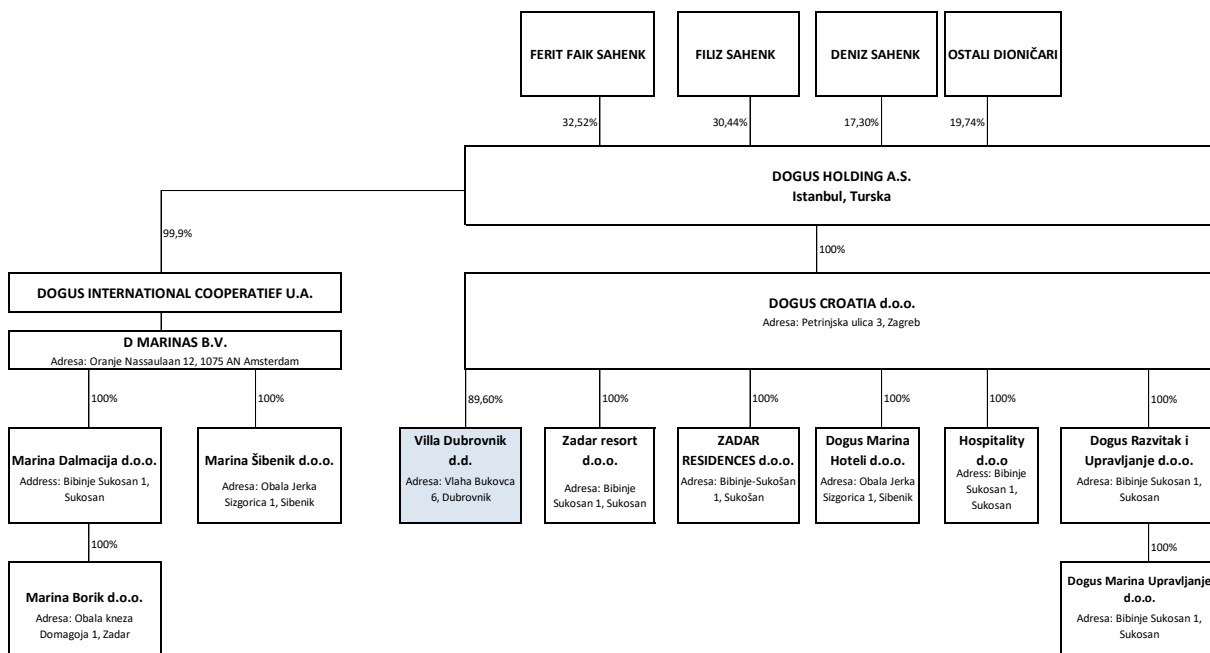 FERIT FAIK SAHENK
FILIZ SAHENK
DENIZ SAHENK
OSTALI DIONIČARI
32,52%
30,44%
17,30%
19,74%
DOGUS HOLDING A.S.
Istanbul, Turska
99,9%
100%
DOGUS INTERNATIONAL COOPERATIEF U.A.
DOGUS CROATIA d.o.o.
Adresa: Petrinjska ulica 3, Zagreb
D MARINAS B.V.
Adresa: Oranje Nassaulaan 12, 1075 AN Amsterdam
100%
100%
89,60%
100%
100%
100%
100%
100%
Marina Dalmacija d.o.o.
Address: Bibinje Sukosan 1,
Sukosan
Marina Šibenik d.o.o.
Adresa: Obala Jerka
Sizgorica 1, Sibenik
Villa Dubrovnik
d.d.
Adresa: Vlaha Bukovca
6, Dubrovnik
Zadar resort
d.o.o.
Adresa: Bibinje
Sukosan 1, Sukosan
ZADAR
RESIDENCES d.o.o.
Adresa: Bibinje-Sukošan
1, Sukošan
Dogus Marina
Hoteli d.o.o.
Adresa: Obala Jerka
Sizgorica 1, Sibenik
Hospitality
d.o.o
Adress: Bibinje
Sukosan 1,
Sukosan
Dogus Razvitak i
Upravljanje d.o.o.
Adresa: Bibinje Sukosan 1,
Sukosan
100%
100%
Marina Borik d.o.o.
Adresa: Obala kneza
Domagoja 1, Zadar
Dogus Marina Upravljanje
d.o.o.
Adresa: Bibinje Sukosan 1,
Sukosan